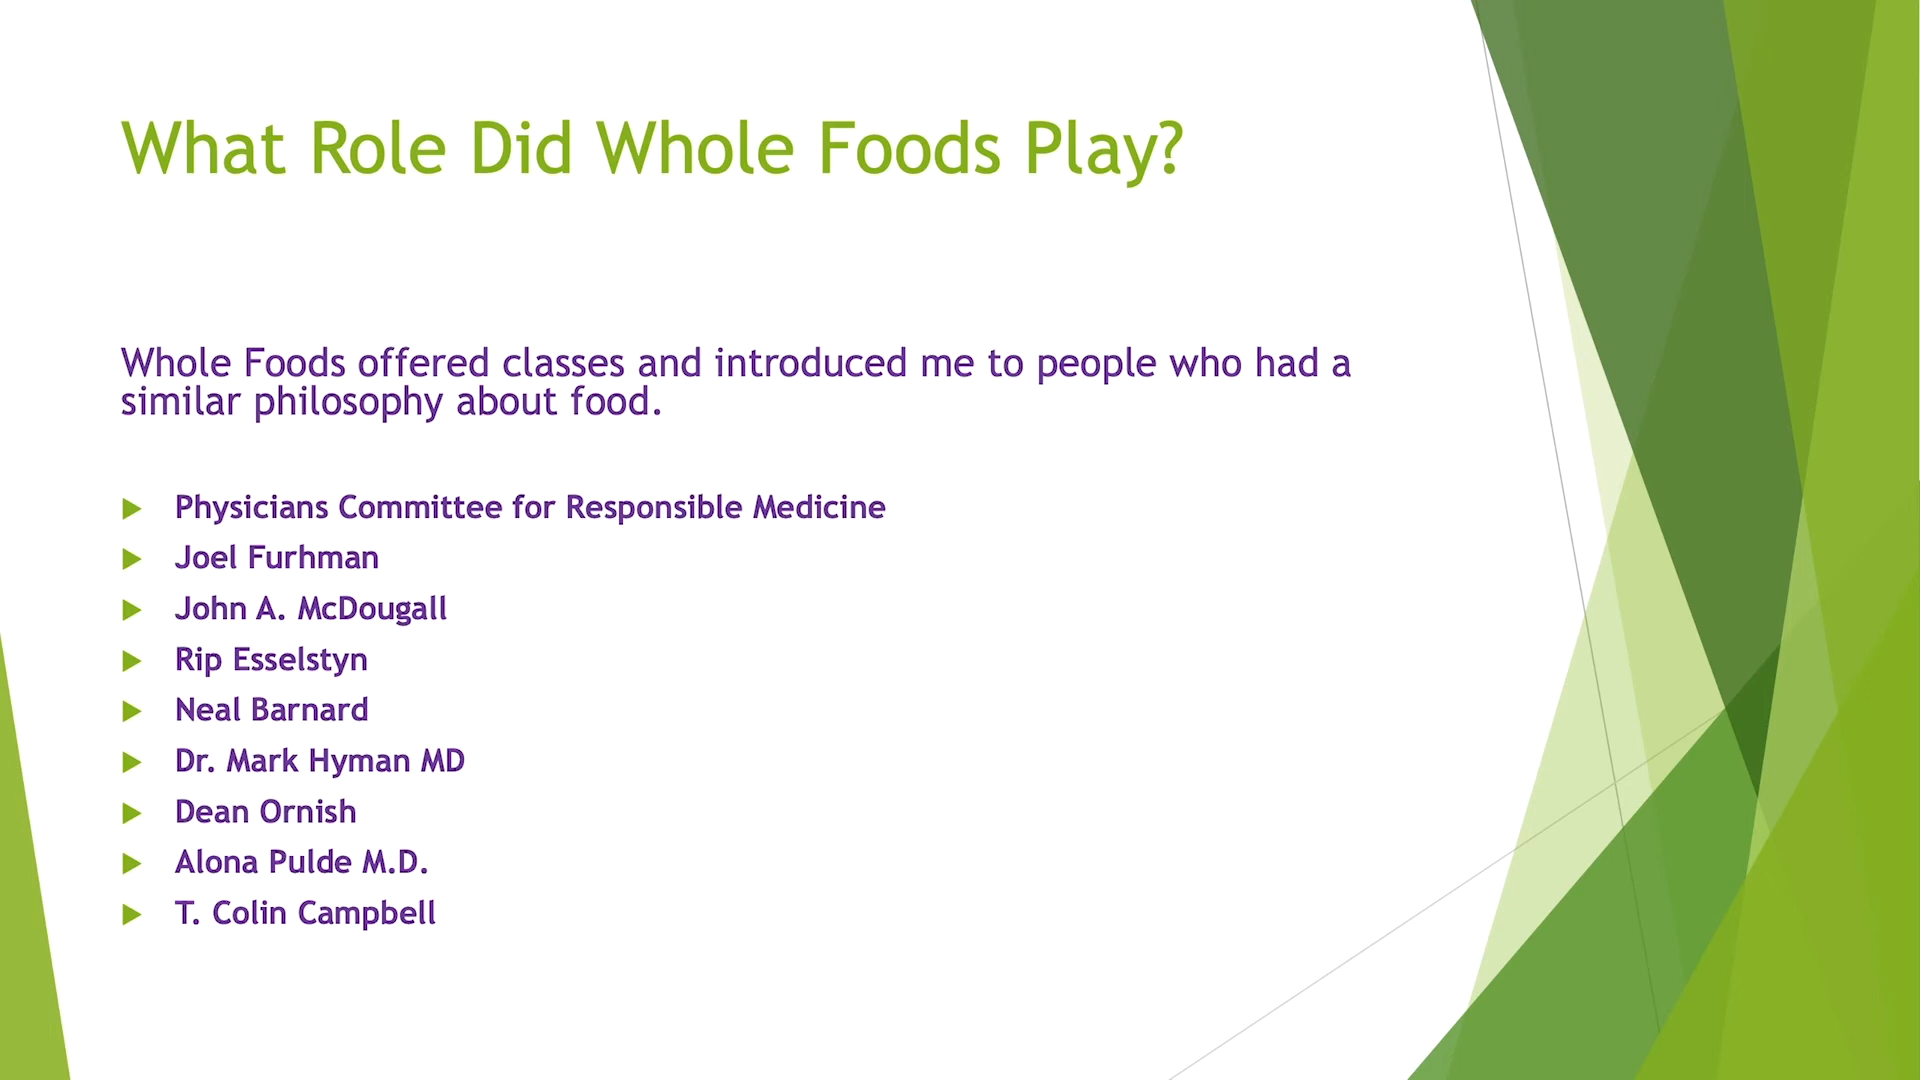 What Role Did Whole Foods Play?
Whole Foods offered classes and introduced me to people who had a
similar philosophy about food.
Physicians Committee for Responsible Medicine
Joel Furhman
John A. McDougall
Rip Esselstyn
Neal Barnard
Dr. Mark Hyman MD
Dean Ornish
Alona Pulde M.D.
T. Colin Campbell